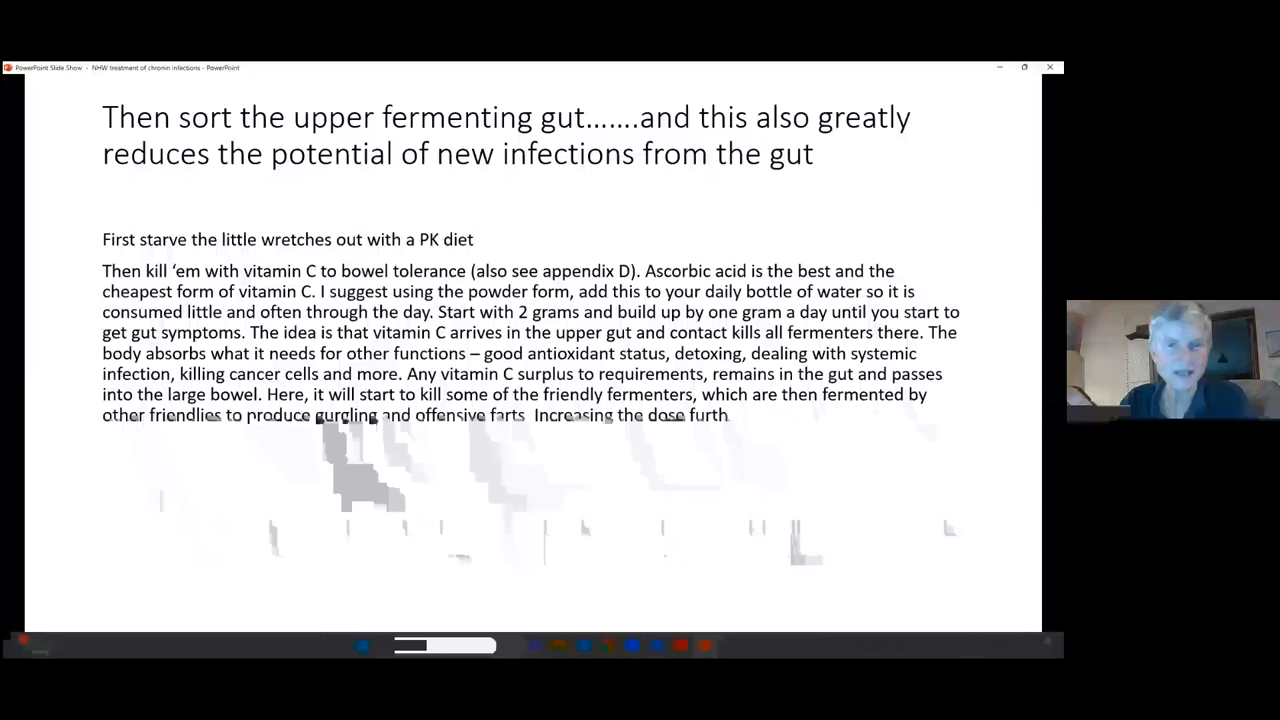 PowerPoint Slide Show - NHW treatment of chronin infections - PowerPoint
Then sort the upper fermenting gut…….and this also greatly
reduces the potential of new infections from the gut
First starve the little wretches out with a PK diet
Then kill ‘em with vitamin C to bowel tolerance (also see appendix D). Ascorbic acid is the best and the
cheapest form of vitamin C. I suggest using the powder form, add this to your daily bottle of water so it is
consumed little and often through the day. Start with 2 grams and build up by one gram a day until you start to
get gut symptoms. The idea is that vitamin C arrives in the upper gut and contact kills all fermenters there. The
body absorbs what it needs for other functions – good antioxidant status, detoxing, dealing with systemic
infection, killing cancer cells and more. Any vitamin C surplus to requirements, remains in the gut and passes
into the large bowel. Here, it will start to kill some of the friendly fermenters, which are then fermented by
other friendlies to produce gurgling and offensive farts Increasing the dose furth